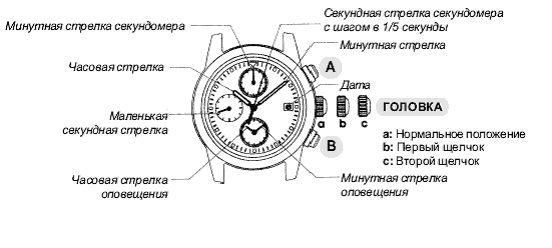 Минутная стрелка секундомера
Секундная стрелка секундомера
с шагом в 1/5 секунды
Минутная стрелка
Часовая стрелка
A
Дата
ГОЛОВКА
a b c
Маленькая
секундная стрелка
a: Нормальное положение
b: Первый щелчок
c: Второй щелчок
B
Часовая стрелка
оповещения
Минутная стрелка
оповещения